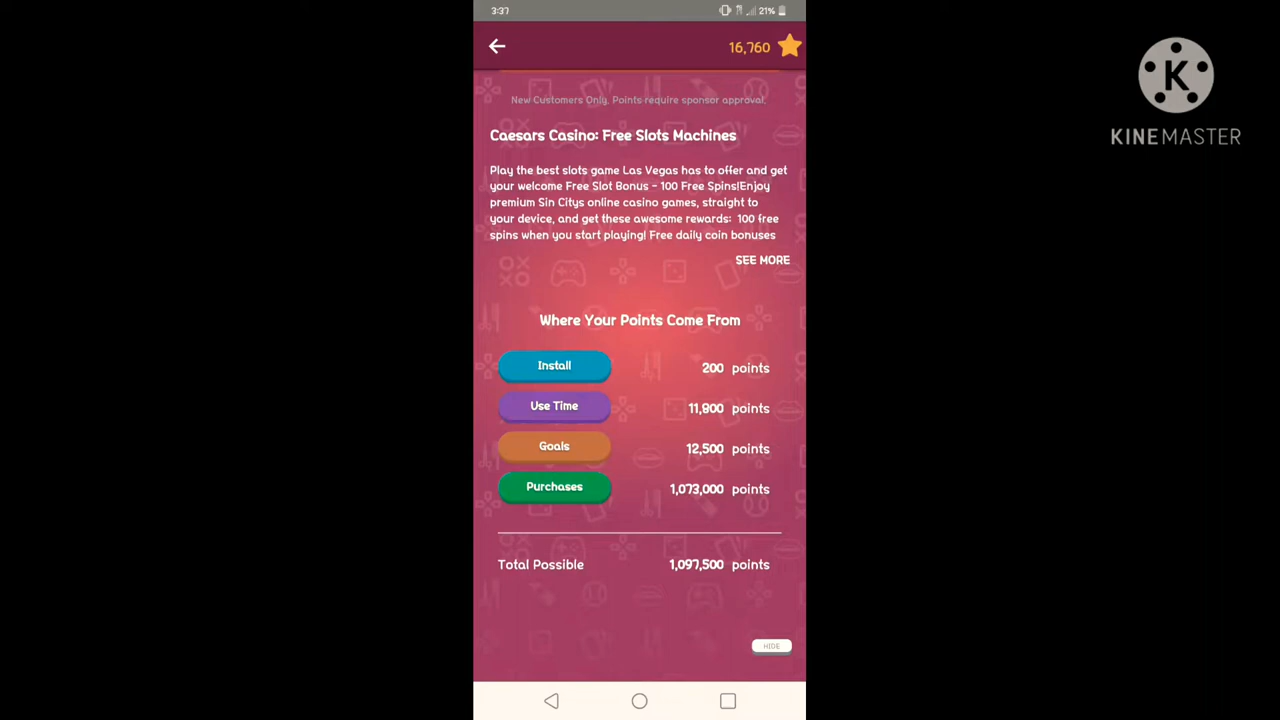 3:37
21%
16,760
KINEMASTER
New Customers Only. Points require sponsor approval.
Caesars Casino: Free Slots Machines
Play the best slots game Las Vegas has to offer and get
your welcome Free Slot Bonus - 100 Free Spins!Enjoy
premium Sin Citys online casino games, straight to
your device, and get these awesome rewards: 100 free
spins when you start playing! Free daily coin bonuses
SEE MORE
Where Your Points Come From
Install 200 points
Use Time 11,800 points
Goals 12,500 points
Purchases 1,073,000 points
Total Possible 1,097,500 points
HIDE